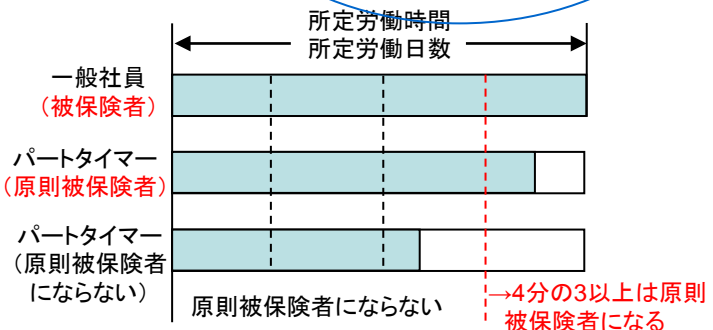 所定労働時間
所定労働日数
一般社員
（被保険者）
パートタイマー
（原則被保険者）
パートタイマー
（原則被保険者
にならない）
原則被保険者にならない
→4分の3以上は原則
被保険者になる